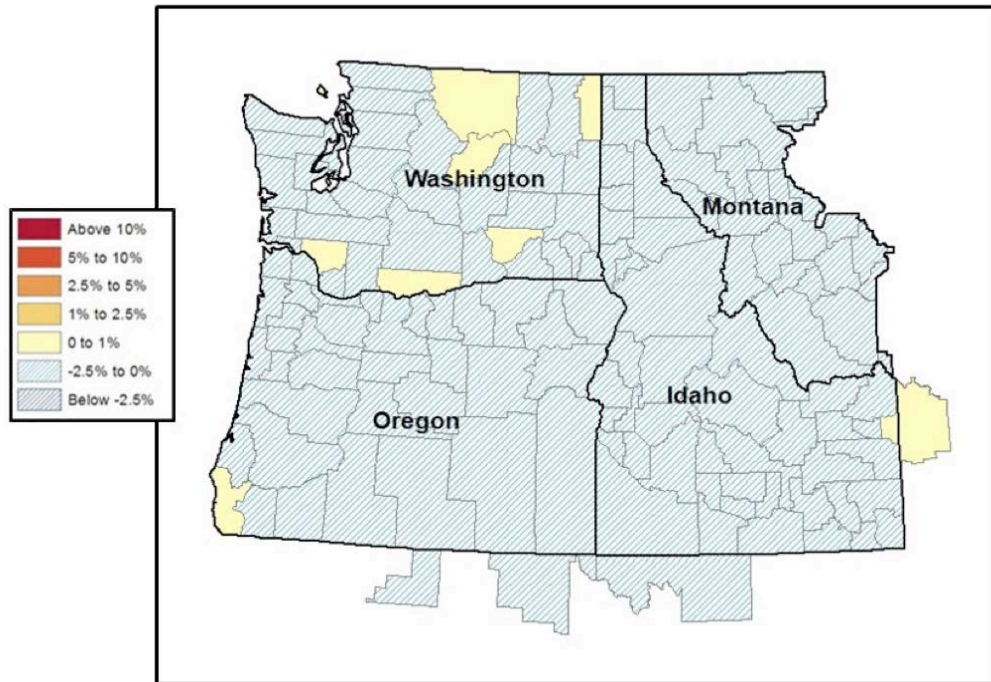 Washington
Montana
Above 10%
5% to 10%
2.5% to 5%
1% to 2.5%
0 to 1%
-2.5% to 0%
Below -2.5%
Oregon
Idaho